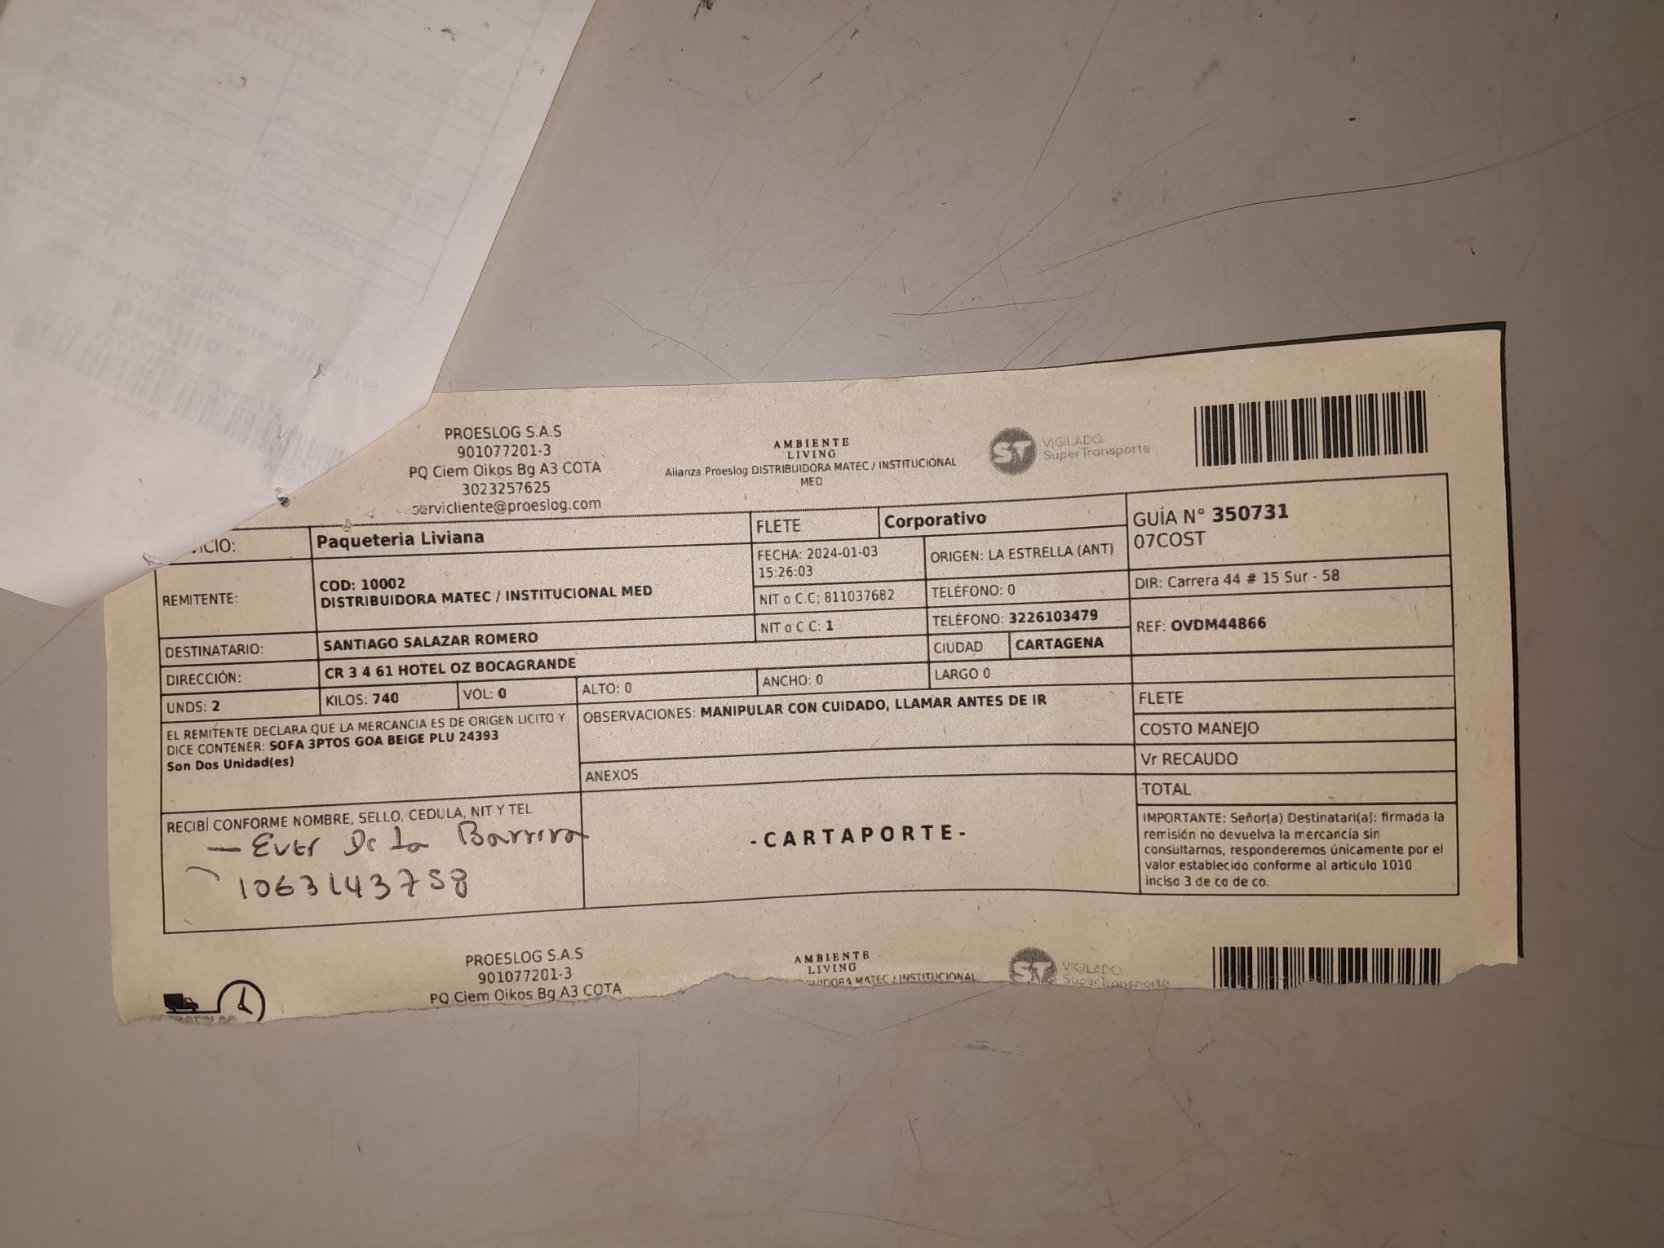 PROESLOG S.A.S
901077201-3
PQ Ciem Oikos Bg A3 COTA
3023257625
servicliente@proeslog.com
AMBIENTE
LIVING
Alianza Proeslog DISTRIBUIDORA MATEC / INSTITUCIONAL
MED
ST VIGILADO
SuperTransporte
Paqueteria Liviana
FLETE
Corporativo
GUÍA N° 350731
07COST
REMITENTE:
COD: 10002
DISTRIBUIDORA MATEC / INSTITUCIONAL MED
FECHA: 2024-01-03
15:26:03
ORIGEN: LA ESTRELLA (ANT)
NIT o C.C: 811037682
TELÉFONO: 0
DIR: Carrera 44 # 15 Sur - 58
DESTINATARIO:
SANTIAGO SALAZAR ROMERO
NIT o C C: 1
TELÉFONO: 3226103479
REF: OVDM44866
DIRECCIÓN:
CR 3 4 61 HOTEL OZ BOCAGRANDE
CIUDAD
CARTAGENA
UNDS: 2
KILOS: 740
VOL: 0
ALTO: 0
ANCHO: 0
LARGO 0
FLETE
EL REMITENTE DECLARA QUE LA MERCANCIA ES DE ORIGEN LICITO Y
DICE CONTENER: SOFA 3PTOS GOA BEIGE PLU 24393
Son Dos Unidad(es)
OBSERVACIONES: MANIPULAR CON CUIDADO, LLAMAR ANTES DE IR
COSTO MANEJO
ANEXOS
Vr RECAUDO
TOTAL
RECIBÍ CONFORME NOMBRE, SELLO, CEDULA, NIT Y TEL
Ever De La Barrera
1063143758
-CARTAPORTE-
IMPORTANTE: Señor(a) Destinatari(a): firmada la
remisión no devuelva la mercancía sin
consultarnos, responderemos únicamente por el
valor establecido conforme al articulo 1010
inciso 3 de co de co.
PROESLOG S.A.S
901077201-3
PQ Ciem Oikos Bg A3 COTA
AMBIENTE
LIVING
MATEC / INSTITUCIONAL
ST VIGILADO
SuperTransporte